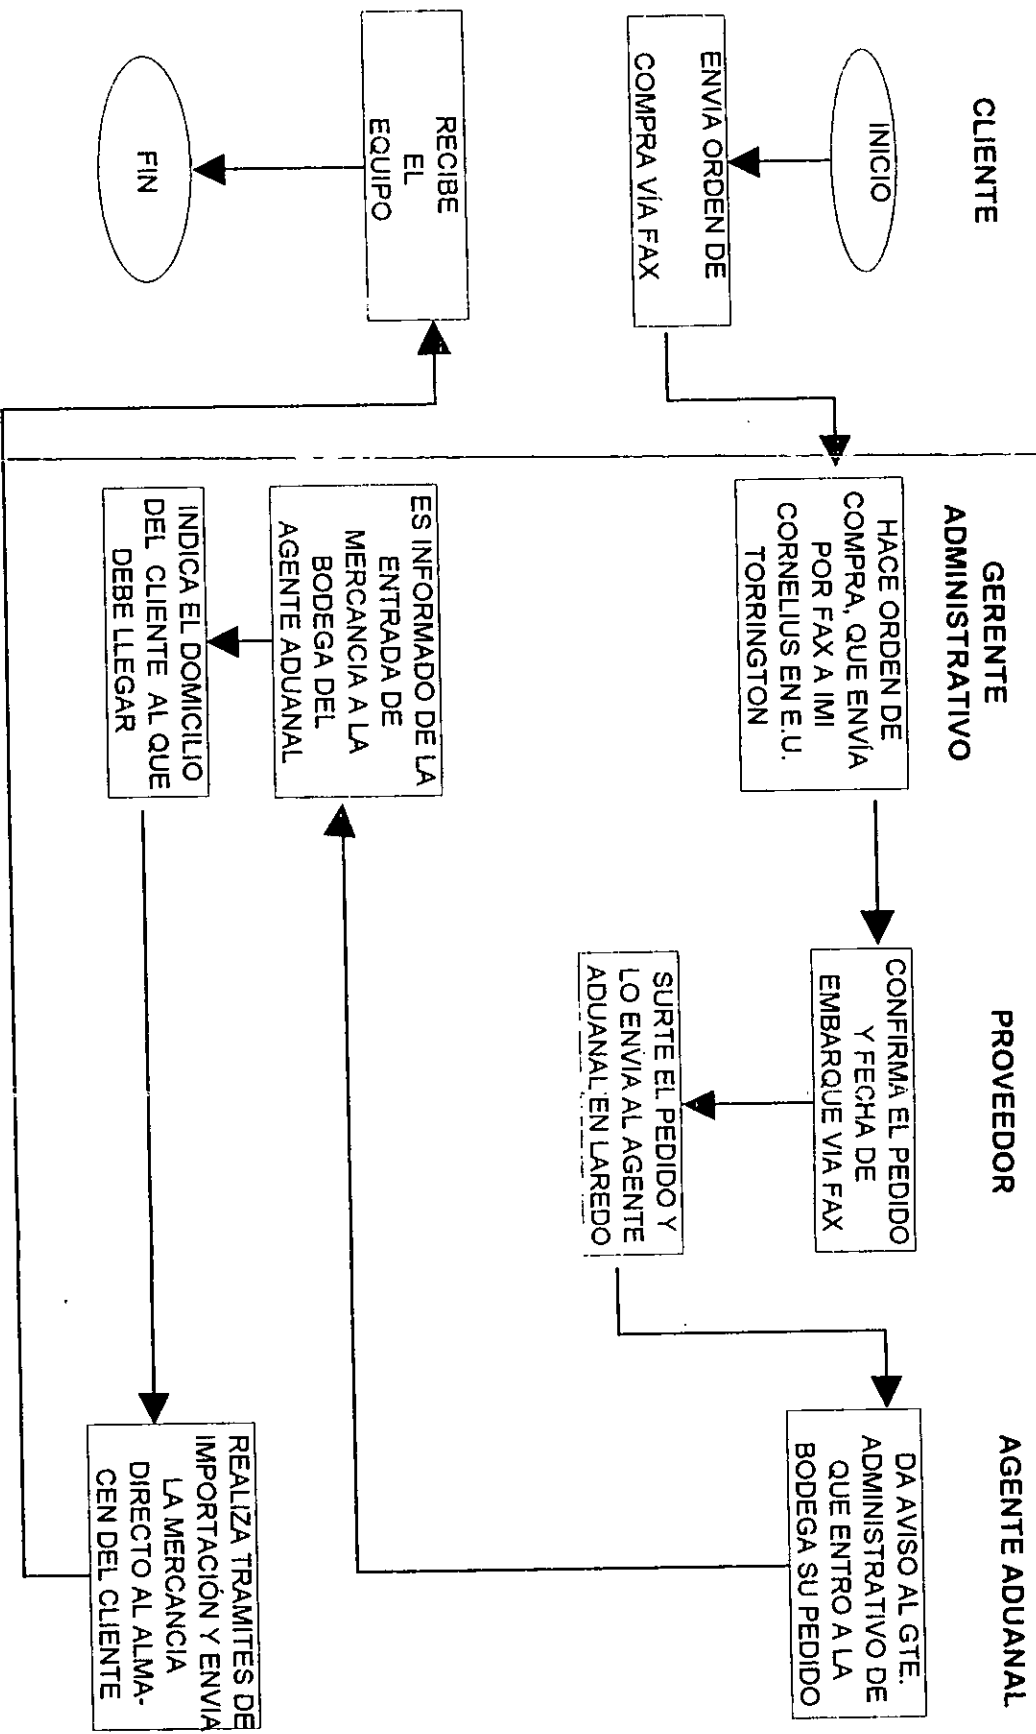 CLIENTE
INICIO
ENVIA ORDEN DE
COMPRA VÍA FAX
RECIBE
EL
EQUIPO
FIN
GERENTE
ADMINISTRATIVO
HACE ORDEN DE
COMPRA, QUE ENVÍA
POR FAX A IMI
CORNELIUS EN E.U.
TORRINGTON
ES INFORMADO DE LA
ENTRADA DE
MERCANCIA A LA
BODEGA DEL
AGENTE ADUANAL
INDICA EL DOMICILIO
DEL CLIENTE AL QUE
DEBE LLEGAR
PROVEEDOR
CONFIRMA EL PEDIDO
Y FECHA DE
EMBARQUE VIA FAX
SURTE EL PEDIDO Y
LO ENVIA AL AGENTE
ADUANAL EN LAREDO
AGENTE ADUANAL
DA AVISO AL GTE.
ADMINISTRATIVO DE
QUE ENTRO A LA
BODEGA SU PEDIDO
REALIZA TRAMITES DE
IMPORTACIÓN Y ENVIA
LA MERCANCIA
DIRECTO AL ALMA-
CEN DEL CLIENTE